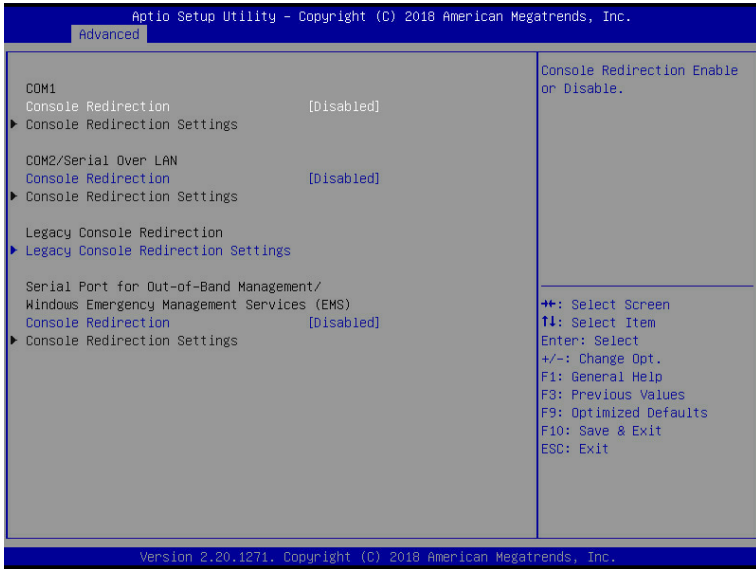 Aptio Setup Utility – Copyright (C) 2018 American Megatrends, Inc.
Advanced
COM1
Console Redirection [Disabled]
▶ Console Redirection Settings
COM2/Serial Over LAN
Console Redirection [Disabled]
▶ Console Redirection Settings
Legacy Console Redirection
▶ Legacy Console Redirection Settings
Serial Port for Out-of-Band Management/
Windows Emergency Management Services (EMS)
Console Redirection [Disabled]
▶ Console Redirection Settings
Console Redirection Enable
or Disable.
→←: Select Screen
↑↓: Select Item
Enter: Select
+/-: Change Opt.
F1: General Help
F3: Previous Values
F9: Optimized Defaults
F10: Save & Exit
ESC: Exit
Version 2.20.1271. Copyright (C) 2018 American Megatrends, Inc.